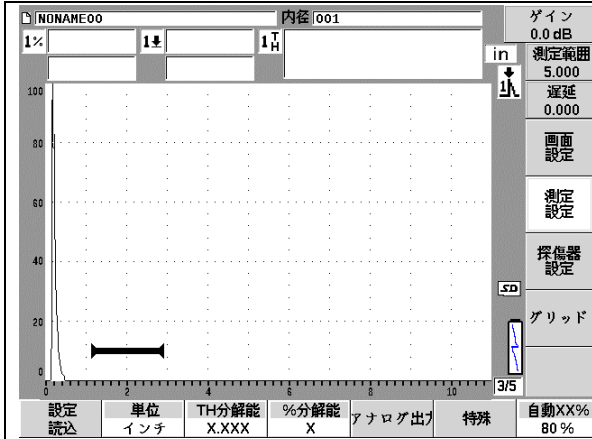 NONAME00 内径 001
ゲイン
0.0 dB
1% 1 1TH
in
測定範囲
5.000
1
遅延
0.000
画面
設定
測定
設定
探傷器
設定
SD
グリッド
100
80
60
40
20
0
0 2 4 6 8 10
3/5
設定
読込
単位
インチ
TH分解能
X.XXX
%分解能
X
アナログ出力
特殊
自動XX%
80 %